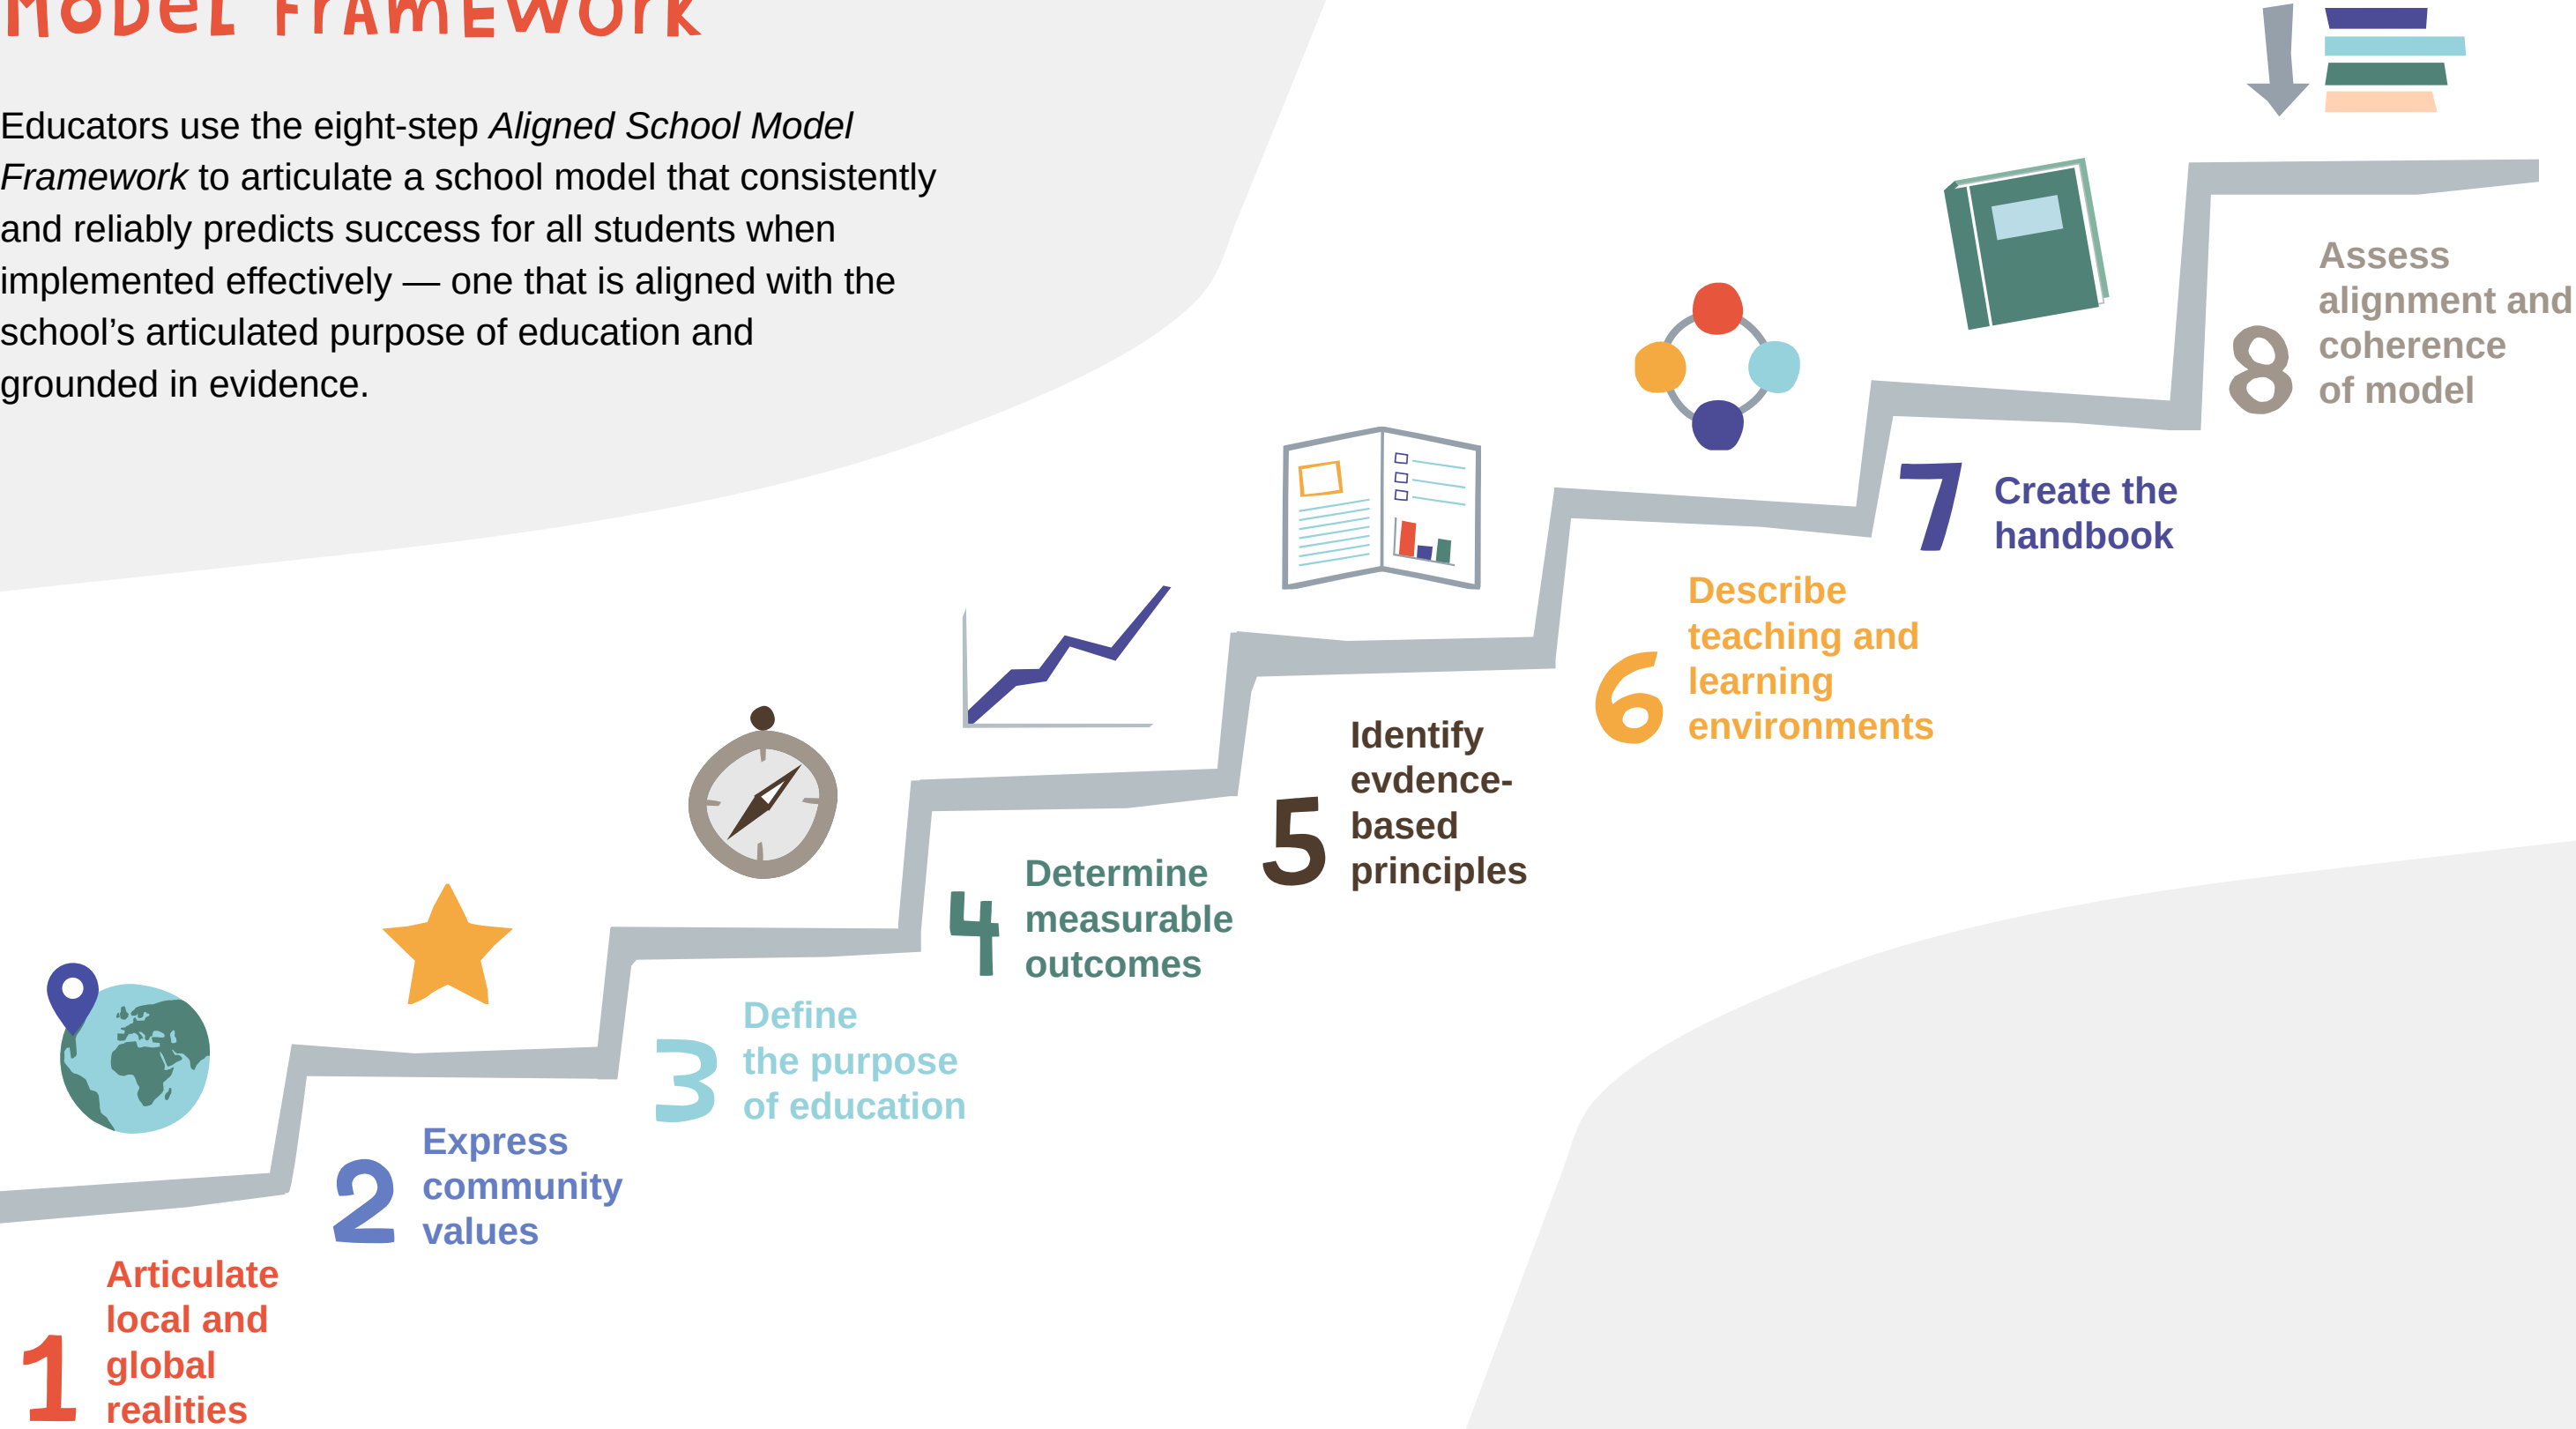 MODEL FRAMEWORK
Educators use the eight-step Aligned School Model
Framework to articulate a school model that consistently
and reliably predicts success for all students when
implemented effectively — one that is aligned with the
school’s articulated purpose of education and
grounded in evidence.
1
Articulate
local and
global
realities
2
Express
community
values
3
Define
the purpose
of education
4
Determine
measurable
outcomes
5
Identify
evdence-
based
principles
6
Describe
teaching and
learning
environments
7
Create the
handbook
8
Assess
alignment and
coherence
of model